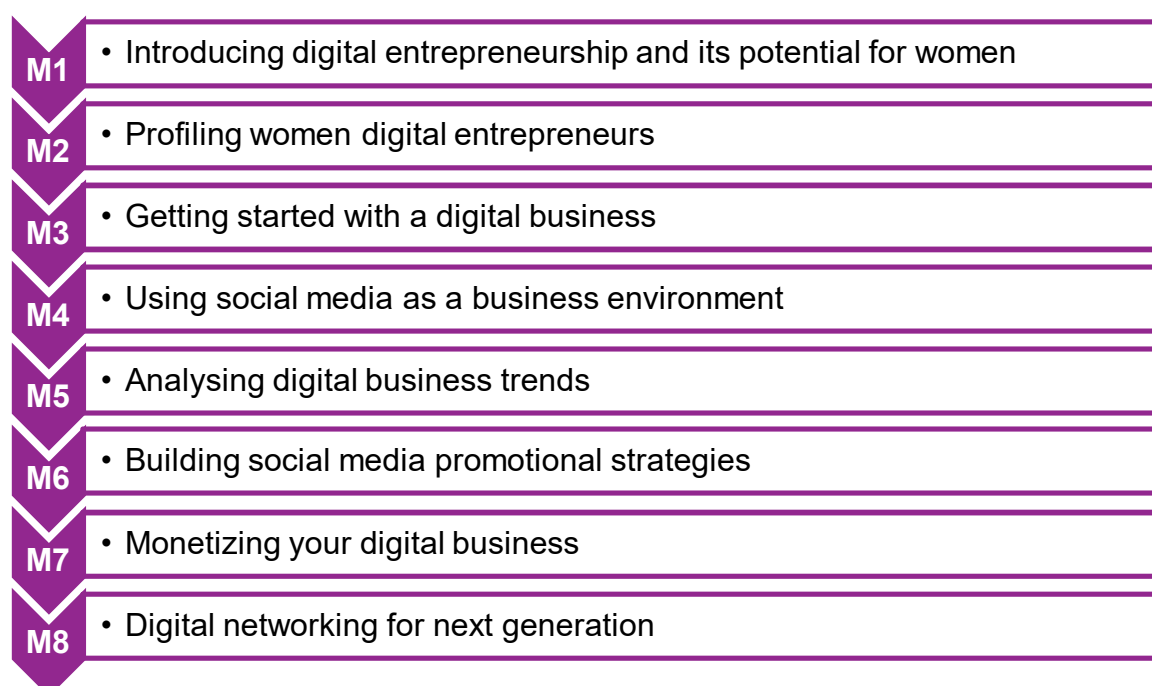 M1 • Introducing digital entrepreneurship and its potential for women
M2 • Profiling women digital entrepreneurs
M3 • Getting started with a digital business
M4 • Using social media as a business environment
M5 • Analysing digital business trends
M6 • Building social media promotional strategies
M7 • Monetizing your digital business
M8 • Digital networking for next generation